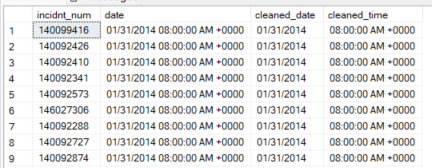 incidnt_num date cleaned_date cleaned_time
1 140099416 01/31/2014 08:00:00 AM +0000 01/31/2014 08:00:00 AM +0000
2 140092426 01/31/2014 08:00:00 AM +0000 01/31/2014 08:00:00 AM +0000
3 140092410 01/31/2014 08:00:00 AM +0000 01/31/2014 08:00:00 AM +0000
4 140092341 01/31/2014 08:00:00 AM +0000 01/31/2014 08:00:00 AM +0000
5 140092573 01/31/2014 08:00:00 AM +0000 01/31/2014 08:00:00 AM +0000
6 146027306 01/31/2014 08:00:00 AM +0000 01/31/2014 08:00:00 AM +0000
7 140092288 01/31/2014 08:00:00 AM +0000 01/31/2014 08:00:00 AM +0000
8 140092727 01/31/2014 08:00:00 AM +0000 01/31/2014 08:00:00 AM +0000
9 140092874 01/31/2014 08:00:00 AM +0000 01/31/2014 08:00:00 AM +0000